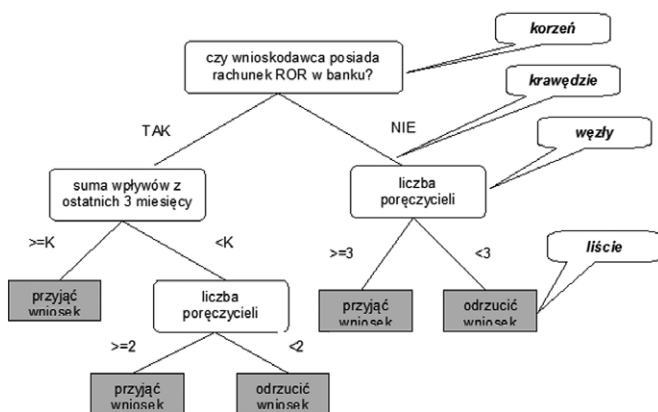 korzeń
czy wnioskodawca posiada
rachunek ROR w banku?
krawędzie
TAK
NIE
węzły
suma wpływów z
ostatnich 3 miesięcy
liczba
poręczycieli
>=K
<K
>=3
<3
liście
przyjąć
wniosek
liczba
poręczycieli
przyjąć
wniosek
odrzucić
wniosek
>=2
<2
przyjąć
wniosek
odrzucić
wniosek